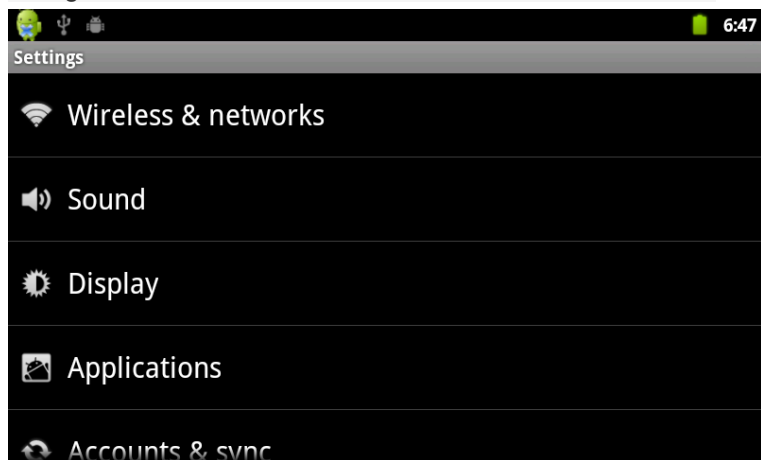 6:47
Settings
Wireless & networks
Sound
Display
Applications
Accounts & sync